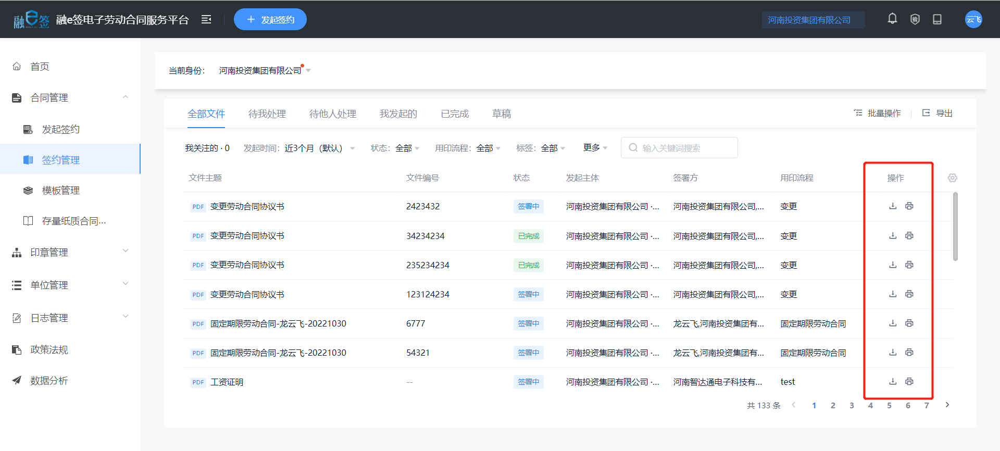 融e签 融e签电子劳动合同服务平台 发起签约 河南投资集团有限公司 云飞
当前身份： 河南投资集团有限公司
首页
合同管理
发起签约
签约管理
模板管理
存量纸质合同...
印章管理
单位管理
日志管理
政策法规
数据分析
全部文件 待我处理 待他人处理 我发起的 已完成 草稿 批量操作 导出
我关注的 · 0 发起时间： 近3个月（默认） 状态： 全部 用印流程： 全部 标签： 全部 更多 输入关键词搜索
文件主题 文件编号 状态 发起主体 签署方 用印流程 操作
PDF 变更劳动合同协议书 2423432 签署中 河南投资集团有限公司 ·... 河南投资集团有限公司,... 变更
PDF 变更劳动合同协议书 34234234 已完成 河南投资集团有限公司 ·... 河南投资集团有限公司,... 变更
PDF 变更劳动合同协议书 235234234 已完成 河南投资集团有限公司 ·... 河南投资集团有限公司,... 变更
PDF 变更劳动合同协议书 123124234 签署中 河南投资集团有限公司 ·... 河南投资集团有限公司,... 变更
PDF 固定期限劳动合同-龙云飞-20221030 6777 签署中 河南投资集团有限公司 ·... 龙云飞,河南投资集团有... 固定期限劳动合同
PDF 固定期限劳动合同-龙云飞-20221030 54321 签署中 河南投资集团有限公司 ·... 龙云飞,河南投资集团有... 固定期限劳动合同
PDF 工资证明 -- 签署中 河南投资集团有限公司 ·... 河南智达通电子科技有... test
共 133 条 1 2 3 4 5 6 7